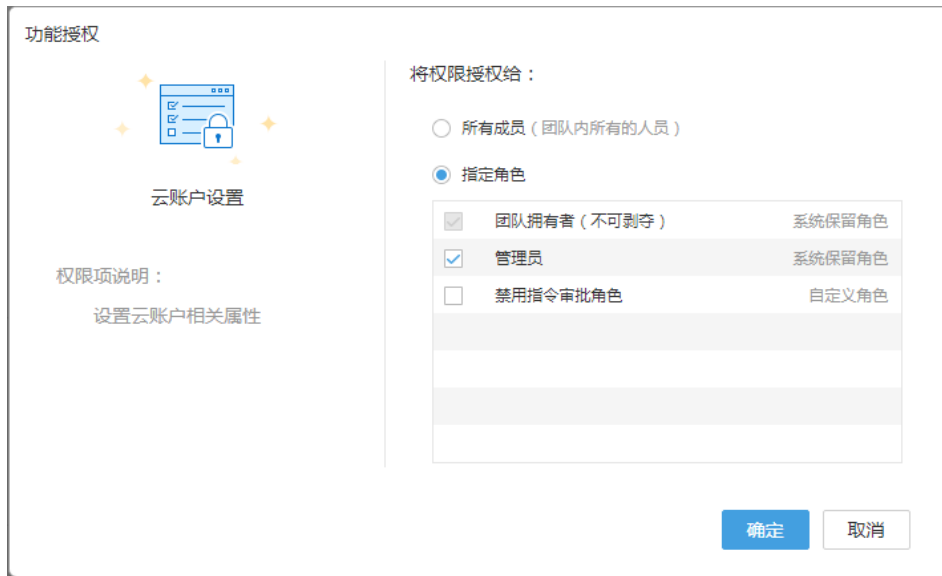 功能授权
云账户设置
权限项说明：
设置云账户相关属性
将权限授权给：
所有成员（团队内所有的人员）
指定角色
团队拥有者（不可剥夺） 系统保留角色
管理员 系统保留角色
禁用指令审批角色 自定义角色
确定 取消